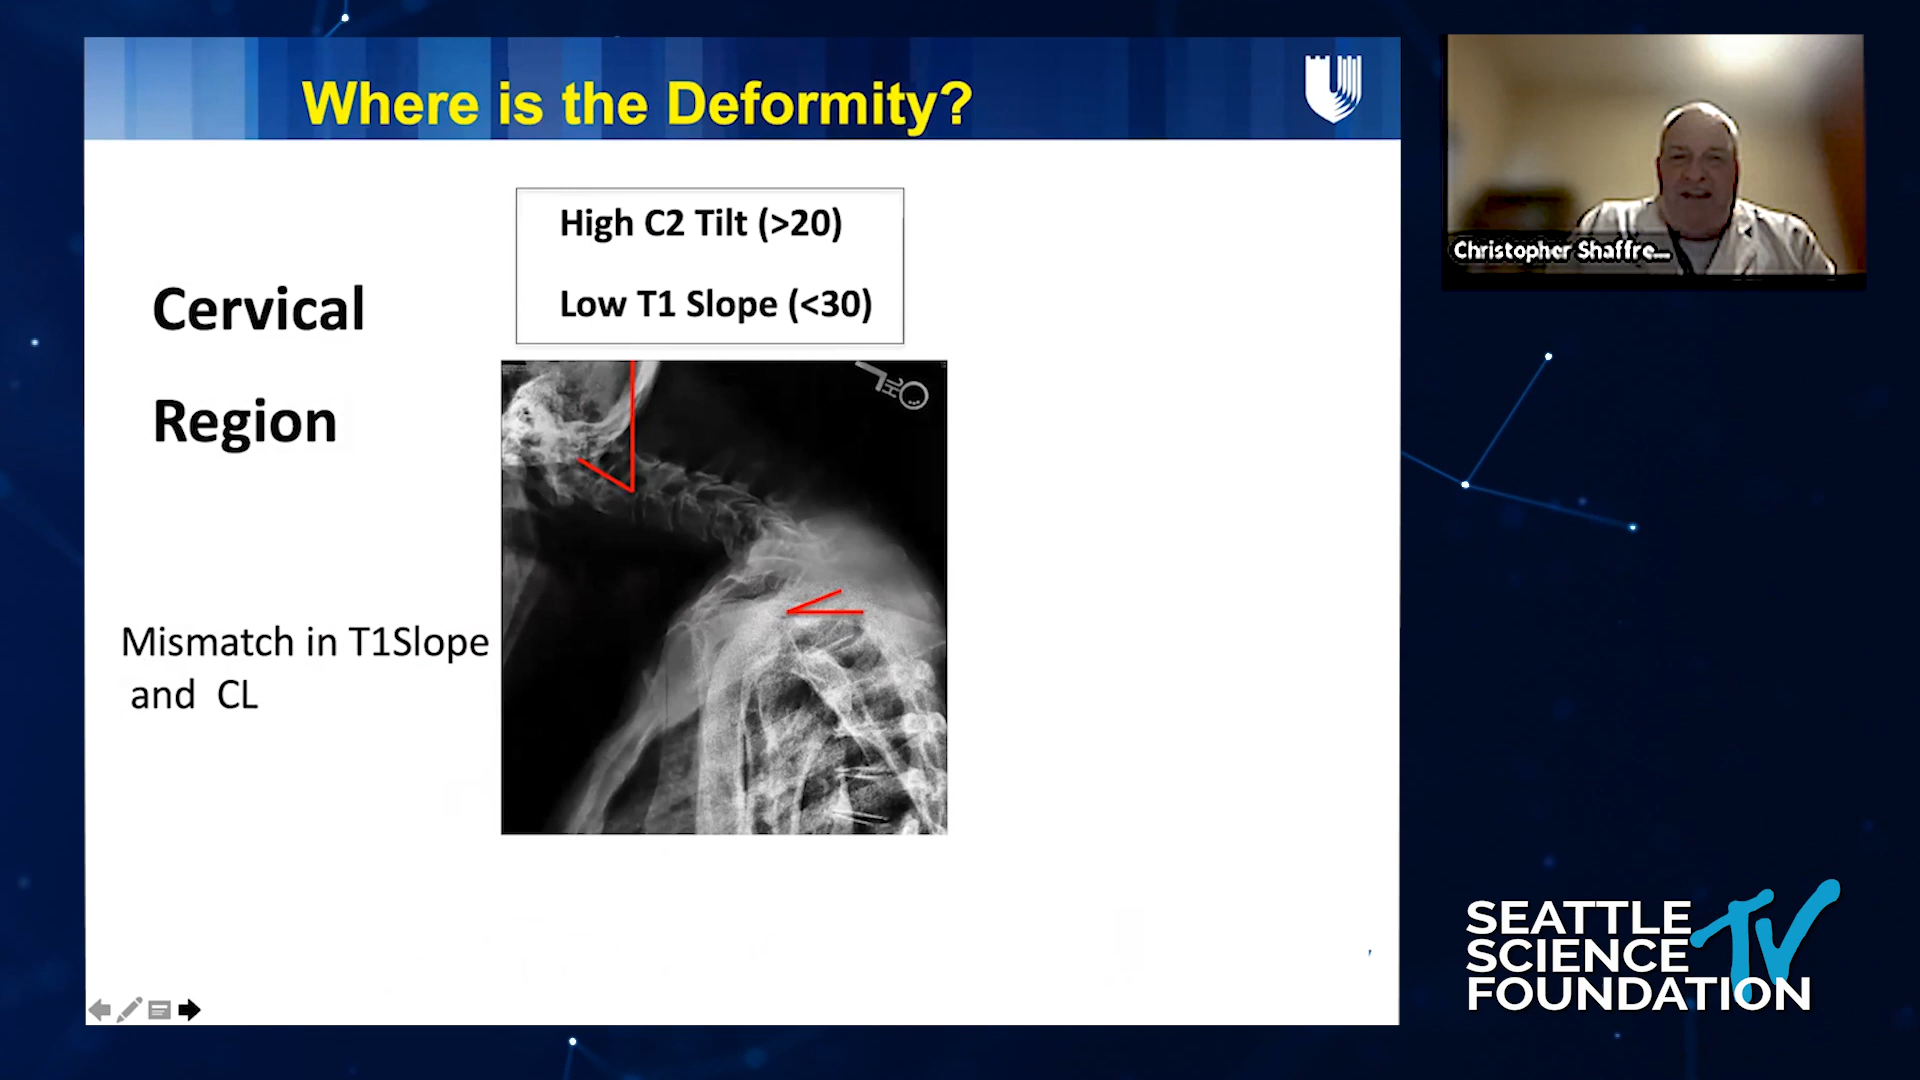 Where is the Deformity?
High C2 Tilt (>20)
Low T1 Slope (<30)
Cervical
Region
Mismatch in T1Slope
and CL
Christopher Shaffre...
SEATTLE
SCIENCE
FOUNDATION
TV